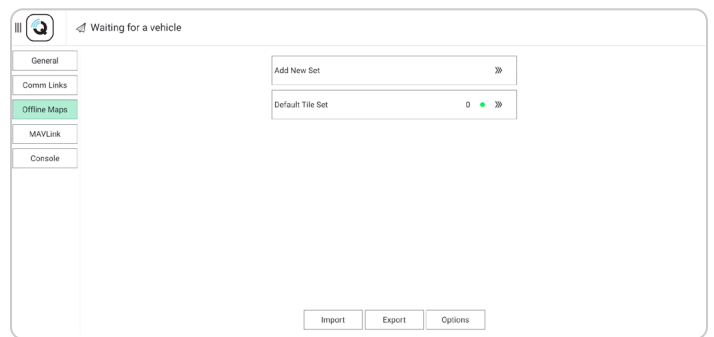 Waiting for a vehicle
General
Comm Links
Offline Maps
MAVLink
Console
Add New Set
Default Tile Set 0
Import Export Options